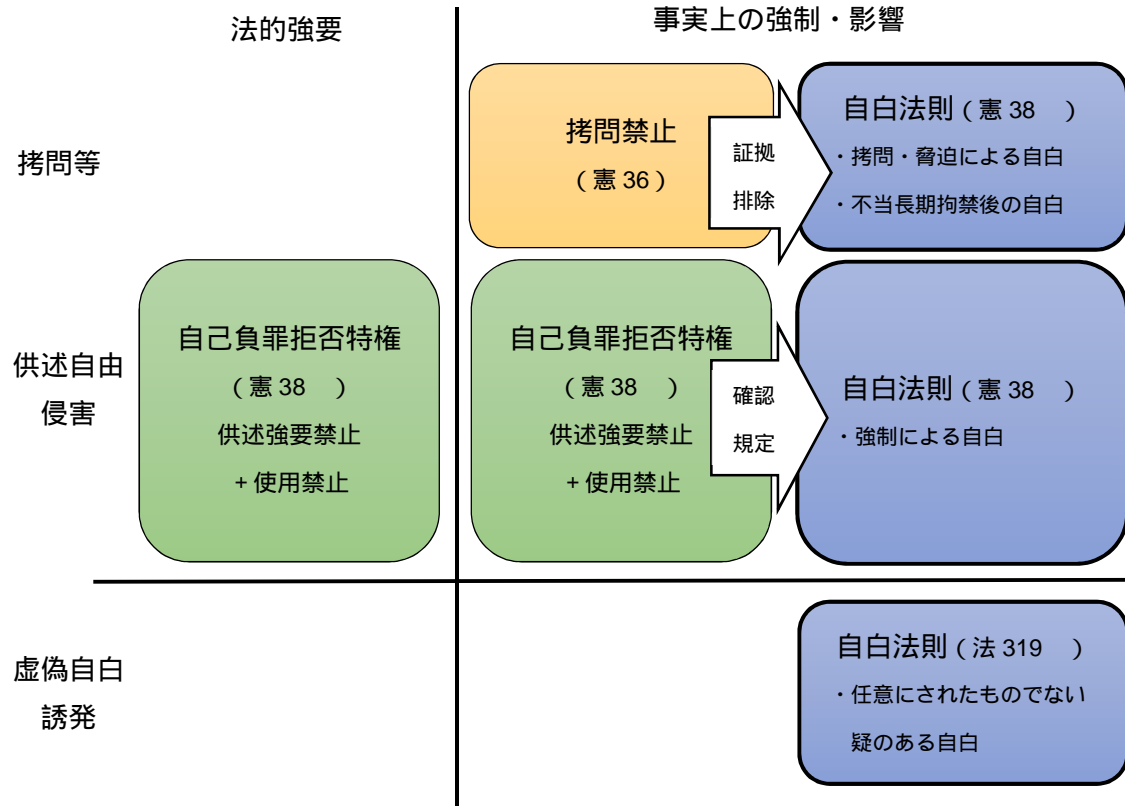 法的強要
事実上の強制・影響
拷問等
拷問禁止
（憲 36）
証拠
排除
自白法則（憲 38　）
・拷問・脅迫による自白
・不当長期拘禁後の自白
供述自由
侵害
自己負罪拒否特権
（憲 38　）
供述強要禁止
+ 使用禁止
自己負罪拒否特権
（憲 38　）
供述強要禁止
+ 使用禁止
確認
規定
自白法則（憲 38　）
・強制による自白
虚偽自白
誘発
自白法則（法 319　）
・任意にされたものでない
疑のある自白